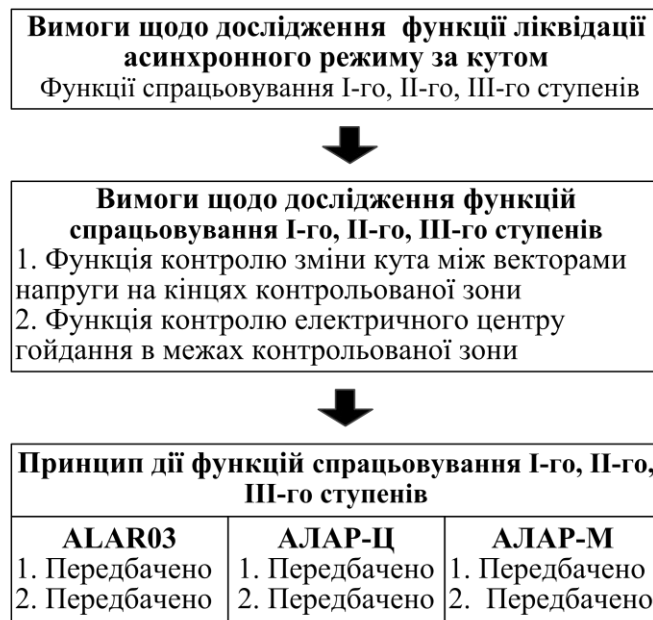 Вимоги щодо дослідження функції ліквідації
асинхронного режиму за кутом
Функції спрацьовування І-го, ІІ-го, ІІІ-го ступенів
Вимоги щодо дослідження функцій
спрацьовування І-го, ІІ-го, ІІІ-го ступенів
1. Функція контролю зміни кута між векторами
напруги на кінцях контрольованої зони
2. Функція контролю електричного центру
гойдання в межах контрольованої зони
Принцип дії функцій спрацьовування І-го, ІІ-го,
ІІІ-го ступенів
ALAR03
1. Передбачено
2. Передбачено
АЛАР-Ц
1. Передбачено
2. Передбачено
АЛАР-М
1. Передбачено
2. Передбачено